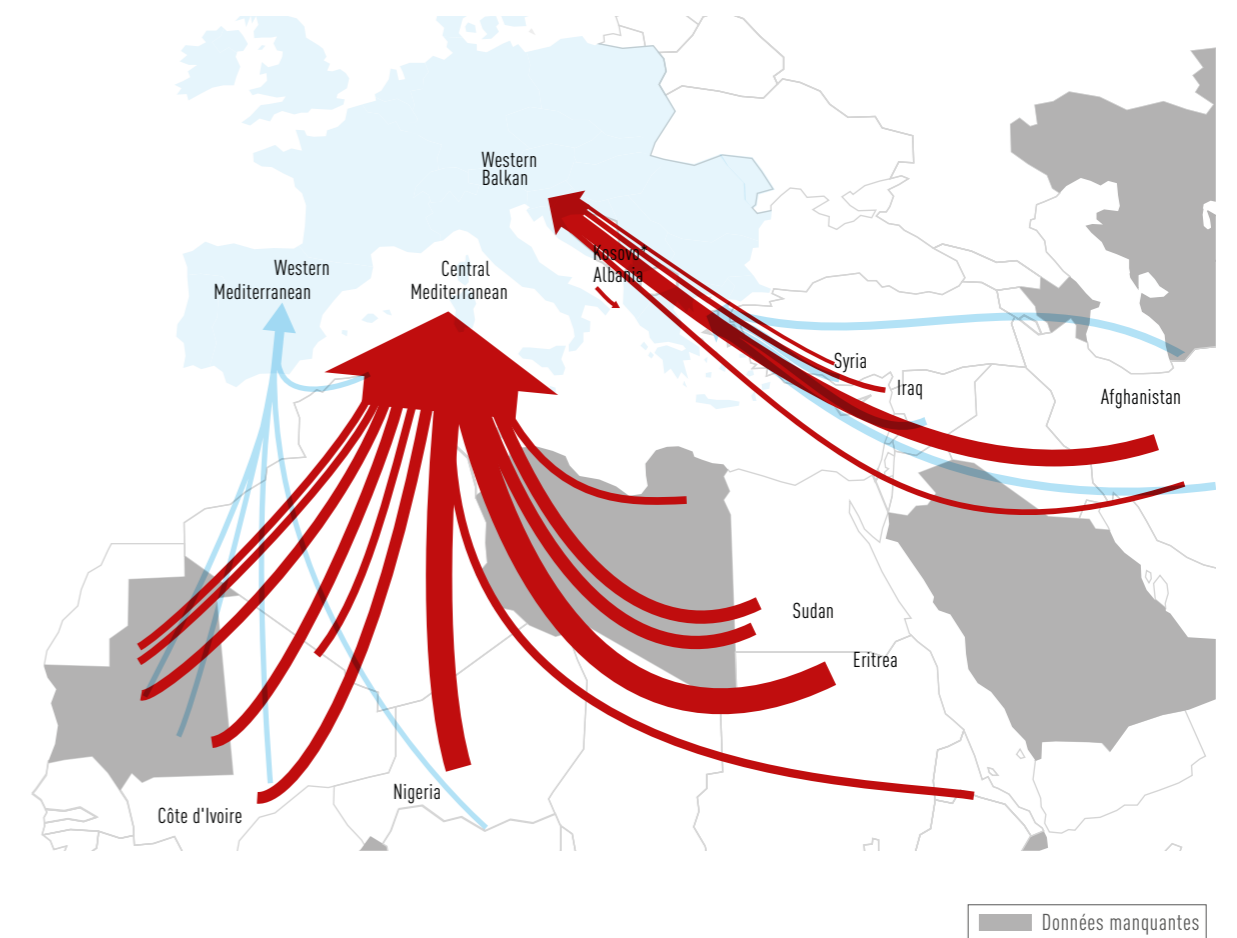 Western
Balkan
Kosovo*
Albania
Western
Mediterranean
Central
Mediterranean
Syria
Iraq
Afghanistan
Sudan
Eritrea
Nigeria
Côte d'Ivoire
Données manquantes